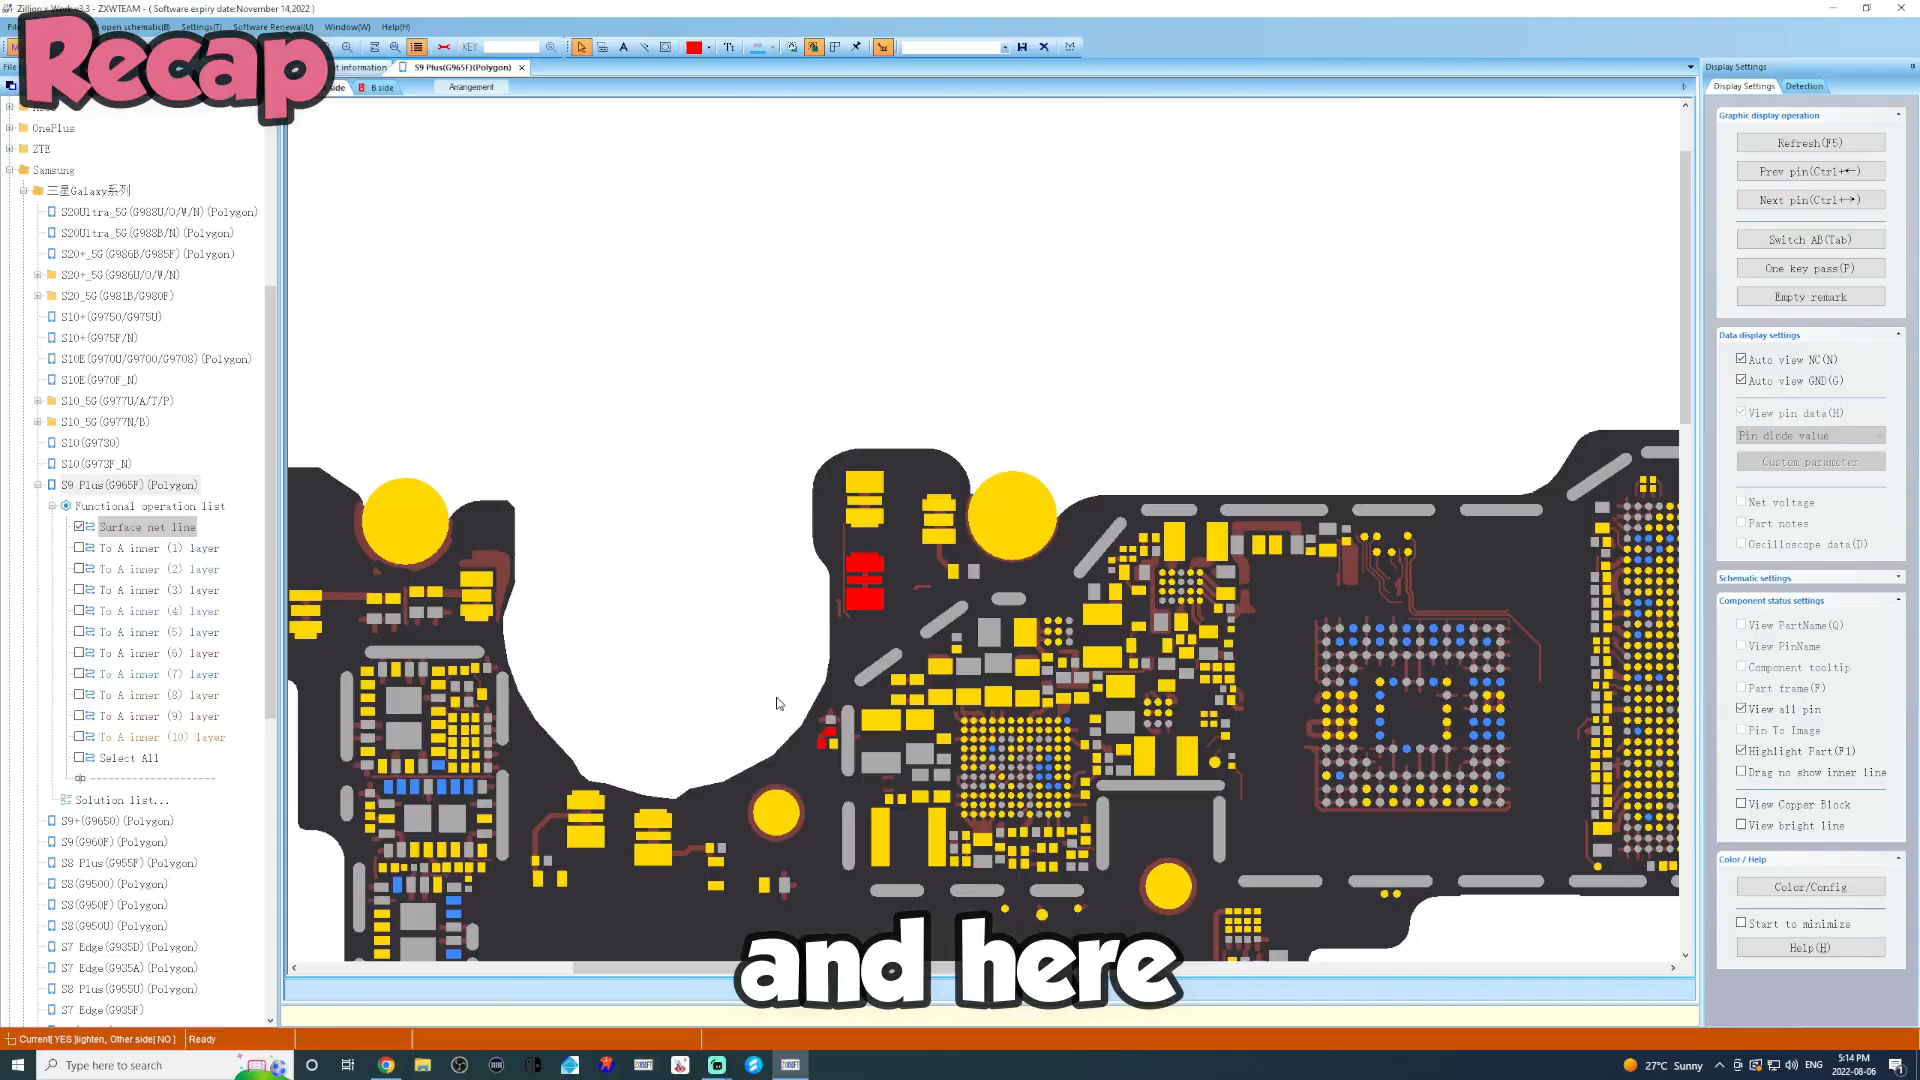 Zillion x Work v3.3 - ZXWTEAM - ( Software expiry date:November 14,2022 )
open schematic(B) Settings(T) Software Renewal(U) Window(W) Help(H)
Recap
KEY
t information S9 Plus(G965F)(Polygon)
side B side Arrangement
OnePlus
ZTE
Samsung
三星Galaxy系列
S20Ultra_5G(G988U/O/W/N)(Polygon)
S20Ultra_5G(G988B/N)(Polygon)
S20+_5G(G986B/G985F)(Polygon)
S20+_5G(G986U/O/W/N)
S20_5G(G981B/G980F)
S10+(G9750/G975U)
S10+(G975F/N)
S10E(G970U/G9700/G9708)(Polygon)
S10E(G970F_N)
S10_5G(G977U/A/T/P)
S10_5G(G977N/B)
S10(G9730)
S10(G973F_N)
S9 Plus(G965F)(Polygon)
Functional operation list
Surface net line
To A inner (1) layer
To A inner (2) layer
To A inner (3) layer
To A inner (4) layer
To A inner (5) layer
To A inner (6) layer
To A inner (7) layer
To A inner (8) layer
To A inner (9) layer
To A inner (10) layer
Select All
--------------------
Solution list...
S9+(G9650)(Polygon)
S9(G960F)(Polygon)
S8 Plus(G955F)(Polygon)
S8(G9500)(Polygon)
S8(G950F)(Polygon)
S8(G950U)(Polygon)
S7 Edge(G935D)(Polygon)
S7 Edge(G935A)(Polygon)
S8 Plus(G955U)(Polygon)
S7 Edge(G935F)
Display Settings
Display Settings Detection
Graphic display operation
Refresh(F5)
Prev pin(Ctrl+←)
Next pin(Ctrl+→)
Switch AB(Tab)
One key pass(P)
Empty remark
Data display settings
Auto view NC(N)
Auto view GND(G)
View pin data(H)
Pin diode value
Custom parameter
Net voltage
Part notes
Oscilloscope data(D)
Schematic settings
Component status settings
View PartName(Q)
View PinName
Component tooltip
Part frame(F)
View all pin
Pin To Image
Highlight Part(F1)
Drag no show inner line
View Copper Block
View bright line
Color / Help
Color/Config
Start to minimize
Help(H)
and here
Current[ YES ]lighten, Other side[ NO ] Ready
Type here to search
27°C Sunny
ENG
5:14 PM
2022-08-06